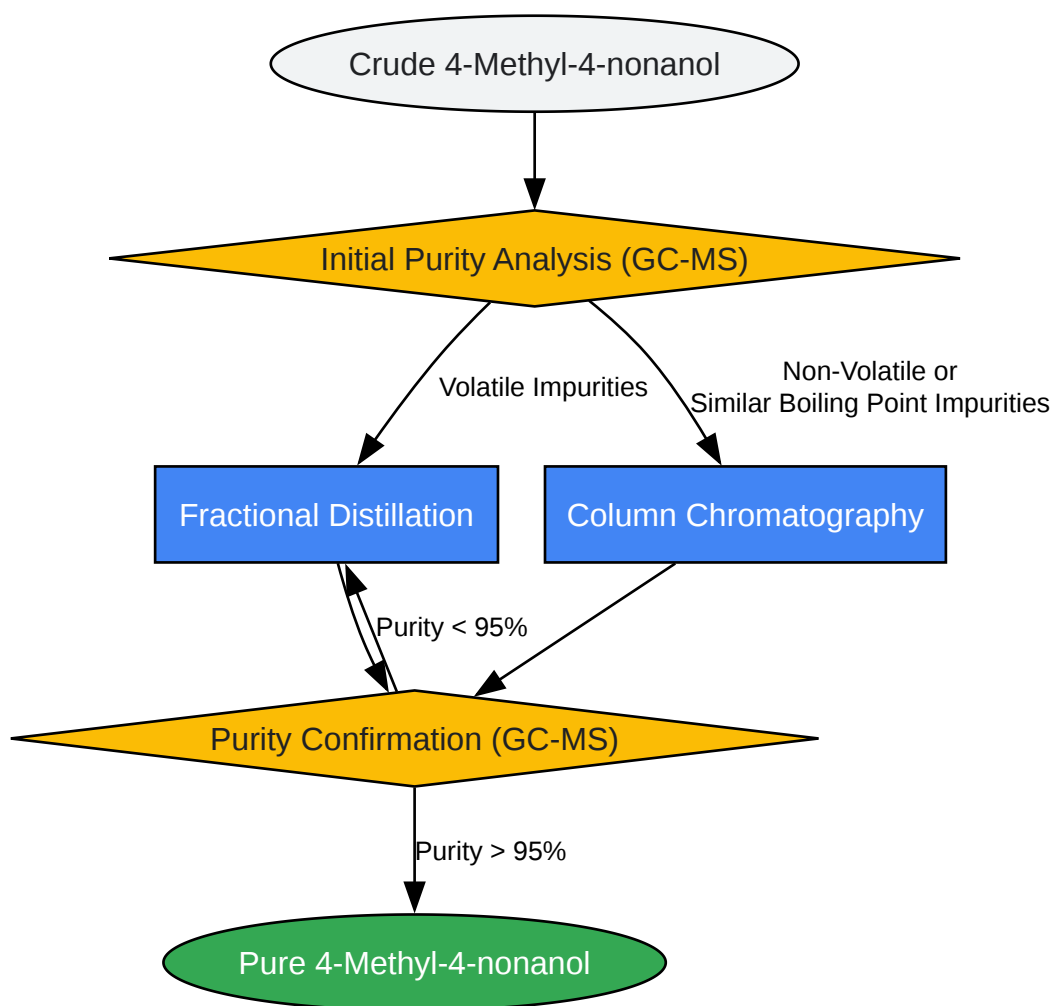 Crude 4-Methyl-4-nonanol
Initial Purity Analysis (GC-MS)
Volatile Impurities
Non-Volatile or
Similar Boiling Point Impurities
Fractional Distillation
Column Chromatography
Purity < 95%
Purity Confirmation (GC-MS)
Purity > 95%
Pure 4-Methyl-4-nonanol